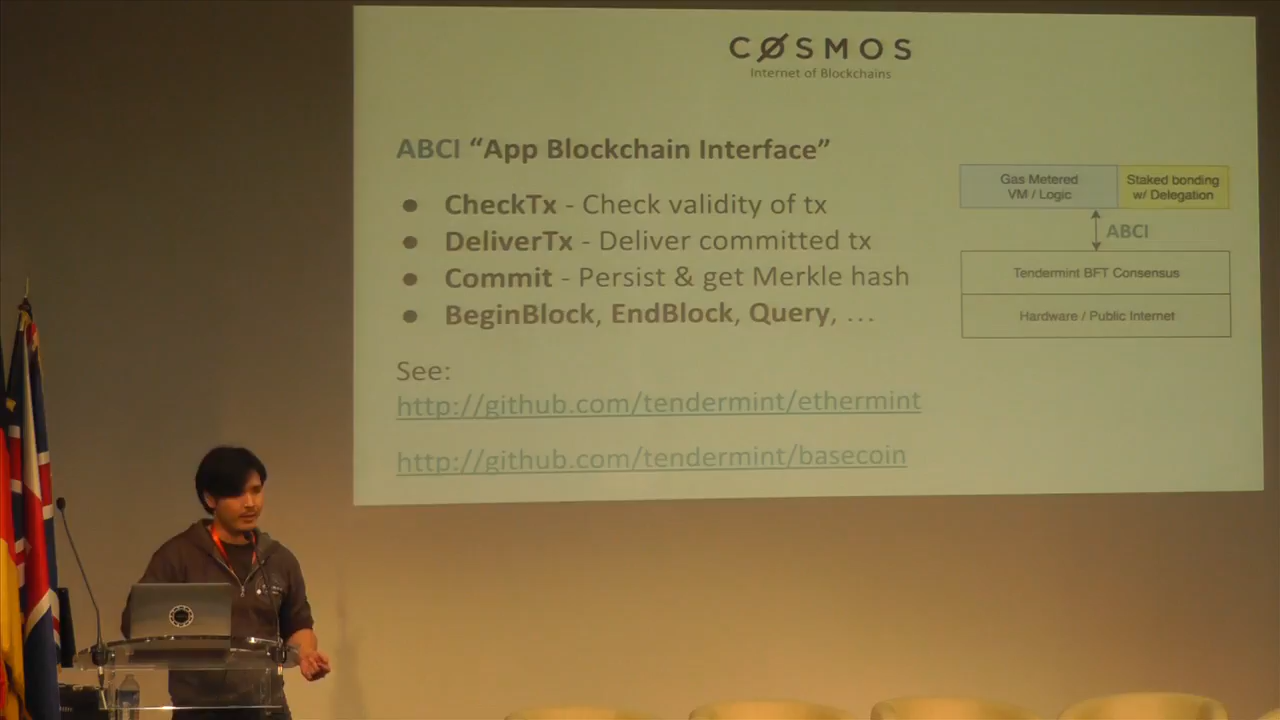 CØSMOS
Internet of Blockchains
ABCI “App Blockchain Interface”
● CheckTx - Check validity of tx
● DeliverTx - Deliver committed tx
● Commit - Persist & get Merkle hash
● BeginBlock, EndBlock, Query, …
See:
http://github.com/tendermint/ethermint
http://github.com/tendermint/basecoin
Gas Metered
VM / Logic
Staked bonding
w/ Delegation
ABCI
Tendermint BFT Consensus
Hardware / Public Internet